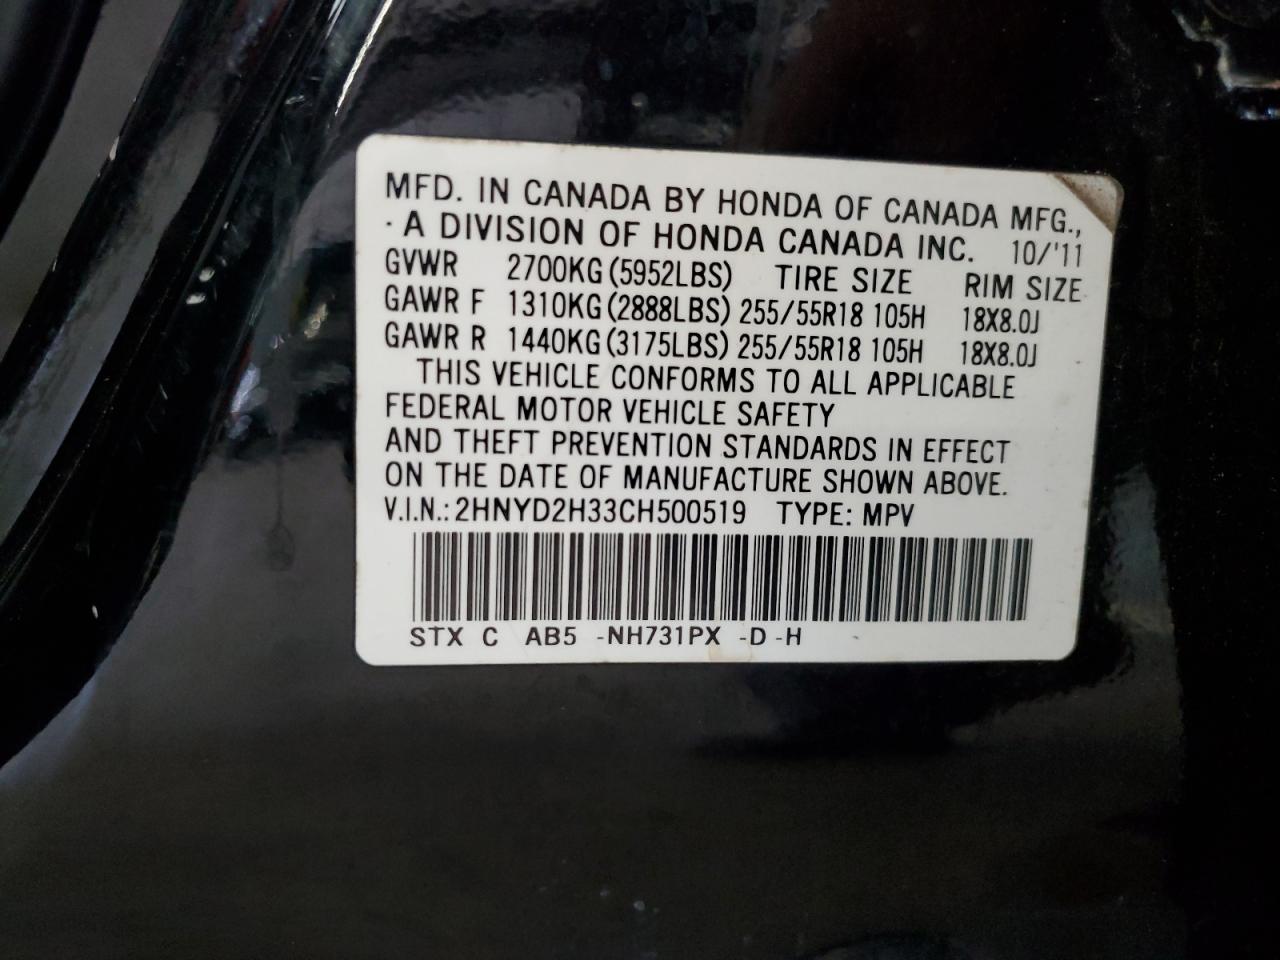 MFD. IN CANADA BY HONDA OF CANADA MFG.,
- A DIVISION OF HONDA CANADA INC. 10/'11
GVWR 2700KG (5952LBS) TIRE SIZE RIM SIZE
GAWR F 1310KG (2888LBS) 255/55R18 105H 18X8.0J
GAWR R 1440KG (3175LBS) 255/55R18 105H 18X8.0J
THIS VEHICLE CONFORMS TO ALL APPLICABLE
FEDERAL MOTOR VEHICLE SAFETY
AND THEFT PREVENTION STANDARDS IN EFFECT
ON THE DATE OF MANUFACTURE SHOWN ABOVE.
V.I.N.: 2HNYD2H33CH500519 TYPE: MPV
STX C AB5 -NH731PX -D -H